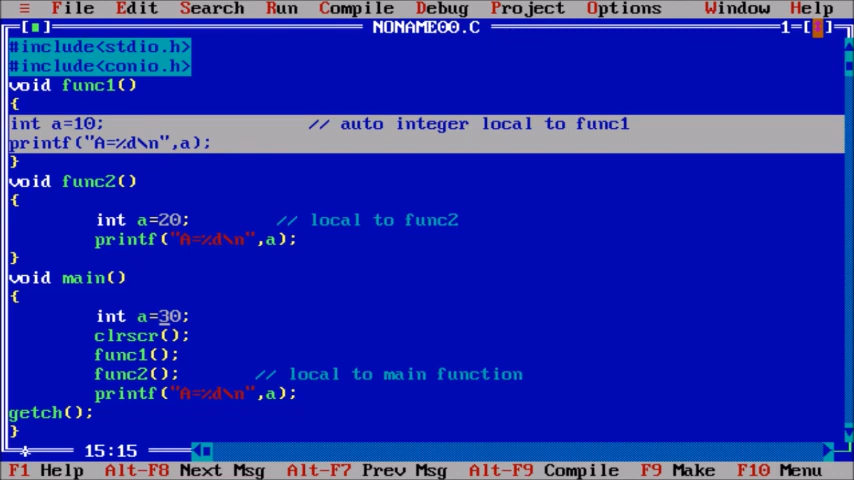 ≡ File Edit Search Run Compile Debug Project Options Window Help
[■] NONAME00.C 1=[↑]
#include<stdio.h>
#include<conio.h>
void func1()
{
int a=10; // auto integer local to func1
printf("A=%d\n",a);
}
void func2()
{
int a=20; // local to func2
printf("A=%d\n",a);
}
void main()
{
int a=30;
clrscr();
func1();
func2(); // local to main function
printf("A=%d\n",a);
getch();
}
15:15
F1 Help Alt-F8 Next Msg Alt-F7 Prev Msg Alt-F9 Compile F9 Make F10 Menu